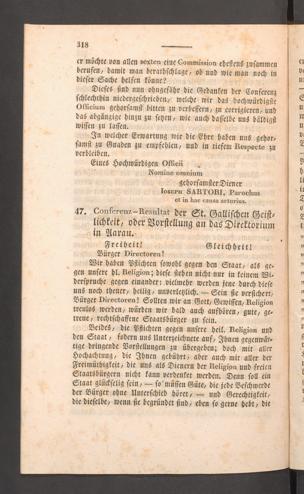 318
er möchte von allen sexten eine Commission ehestens zusammen
berufen, damit man berathschlage, ob und wie man noch in
dieser Sache helfen könne?
Dieses sind nun ohngefähr die Gedanken der Conferenz
schlechthin niedergeschrieben, welche wir das hochwürdigste
Officium gehorsamst bitten zu verbessern, zu corrigiren, und
das abgängige hinzu zu setzen, wie auch dasselbe uns bäldigst
wissen zu lassen.
In welcher Erwartung wir die Ehre haben uns gehor-
samst zu Gnaden zu empfehlen, und in tiefem Respecte zu
verbleiben.
Eines Hochwürdigen Officii
Nomine omnium
gehorsamster Diener
Ioseph SARTORI, Parochus
et in hac causa actuarius.
47. Conferenz-Resultat der St. Gallischen Geist-
lichkeit, oder Vorstellung an das Direktorium
in Aarau.
Freiheit! Gleichheit!
Bürger Directoren!
Wir haben Pflichten sowohl gegen den Staat, als ge-
gen unsere hl. Religion; diese stehen nicht nur in keinem Wi-
dersprüche gegen einander: vielmehr werden jene durch diese
uns noch theuer, heilig, unverletzlich. — Sein sie versichert,
Bürger Directoren! Sollten wir an Gott, Gewissen, Religion
treulos werden, würden wir bald auch aufhören, gute, ge-
treue, rechtschaffene Staatsbürger zu sein.
Beides, die Pflichten gegen unsere heil. Religion und
den Staat, fodern uns Unterzeichnete auf, Ihnen gegenwär-
tige dringende Vorstellungen zu übergeben; doch mit aller
Hochachtung, die Ihnen gebührt, aber auch mit aller der
Freimüthigkeit, die uns als Dienern der Religion und freien
Staatsbürgern nicht kann verdenket werden. Denn soll ein
Staat glückselig sein, — so müssen Güte, die jede Beschwerde
der Bürger ohne Unterschied höret, — und Gerechtigkeit,
die dieselbe, wenn sie begründet sind, eben so gerne hebt, die